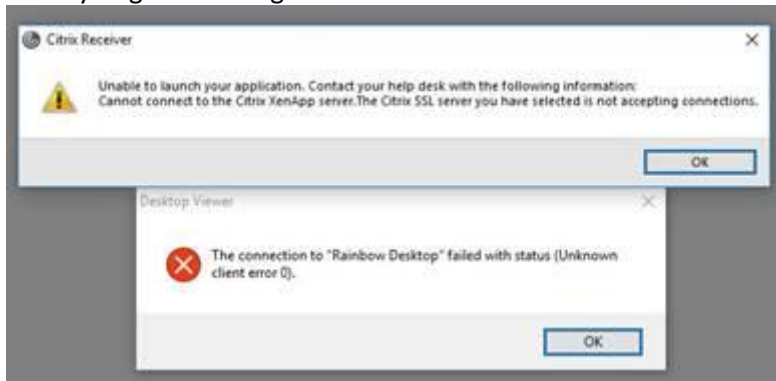 Citrix Receiver
Unable to launch your application. Contact your help desk with the following information:
Cannot connect to the Citrix XenApp server.The Citrix SSL server you have selected is not accepting connections.
OK
Desktop Viewer
The connection to "Rainbow Desktop" failed with status (Unknown
client error 0).
OK